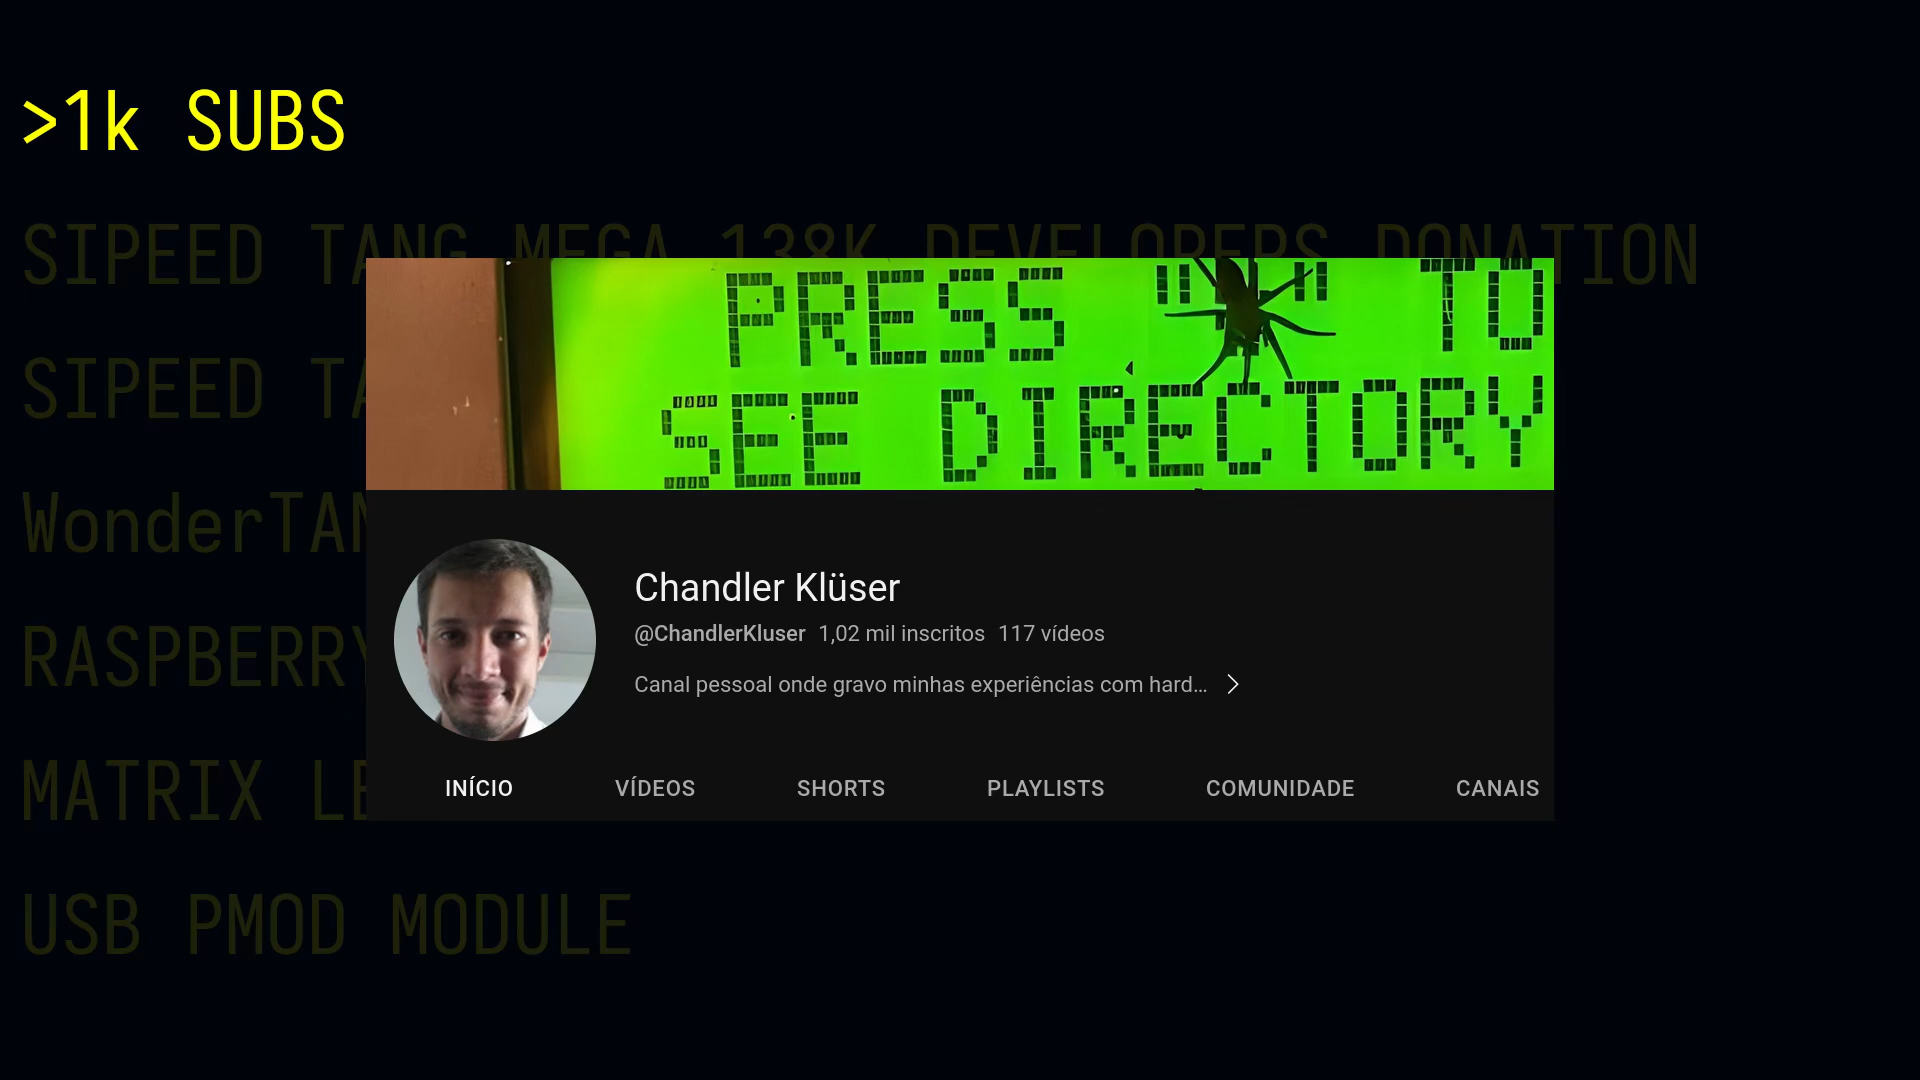 >1k SUBS
SIPEED TANG MEGA 138K DEVELOPERS DONATION
SIPEED
WonderTAN
RASPBERRY
MATRIX
USB PMOD MODULE
PRESS " " TO
SEE DIRECTORY
Chandler Klüser
@ChandlerKluser 1,02 mil inscritos 117 vídeos
Canal pessoal onde gravo minhas experiências com hard…
INÍCIO VÍDEOS SHORTS PLAYLISTS COMUNIDADE CANAIS